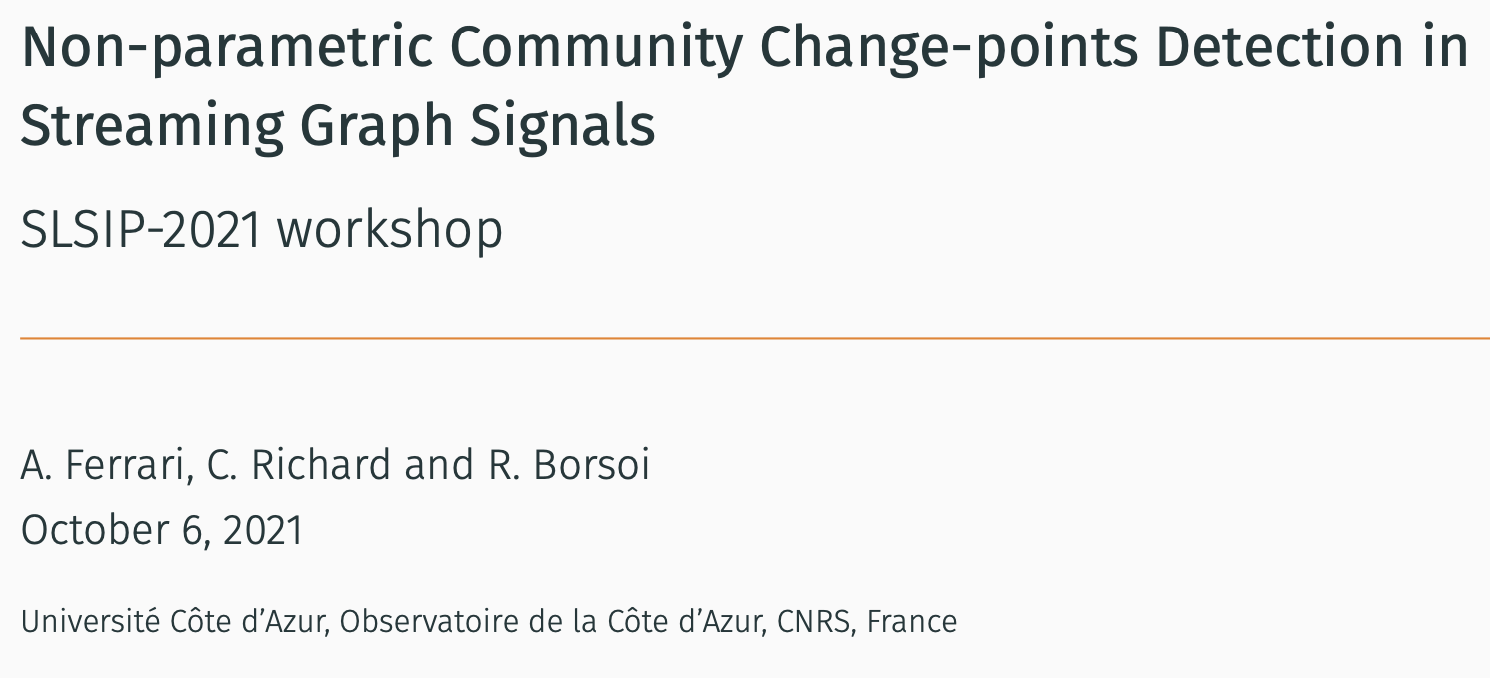 Non-parametric Community Change-points Detection in
Streaming Graph Signals
SLSIP-2021 workshop
A. Ferrari, C. Richard and R. Borsoi
October 6, 2021
Université Côte d’Azur, Observatoire de la Côte d’Azur, CNRS, France